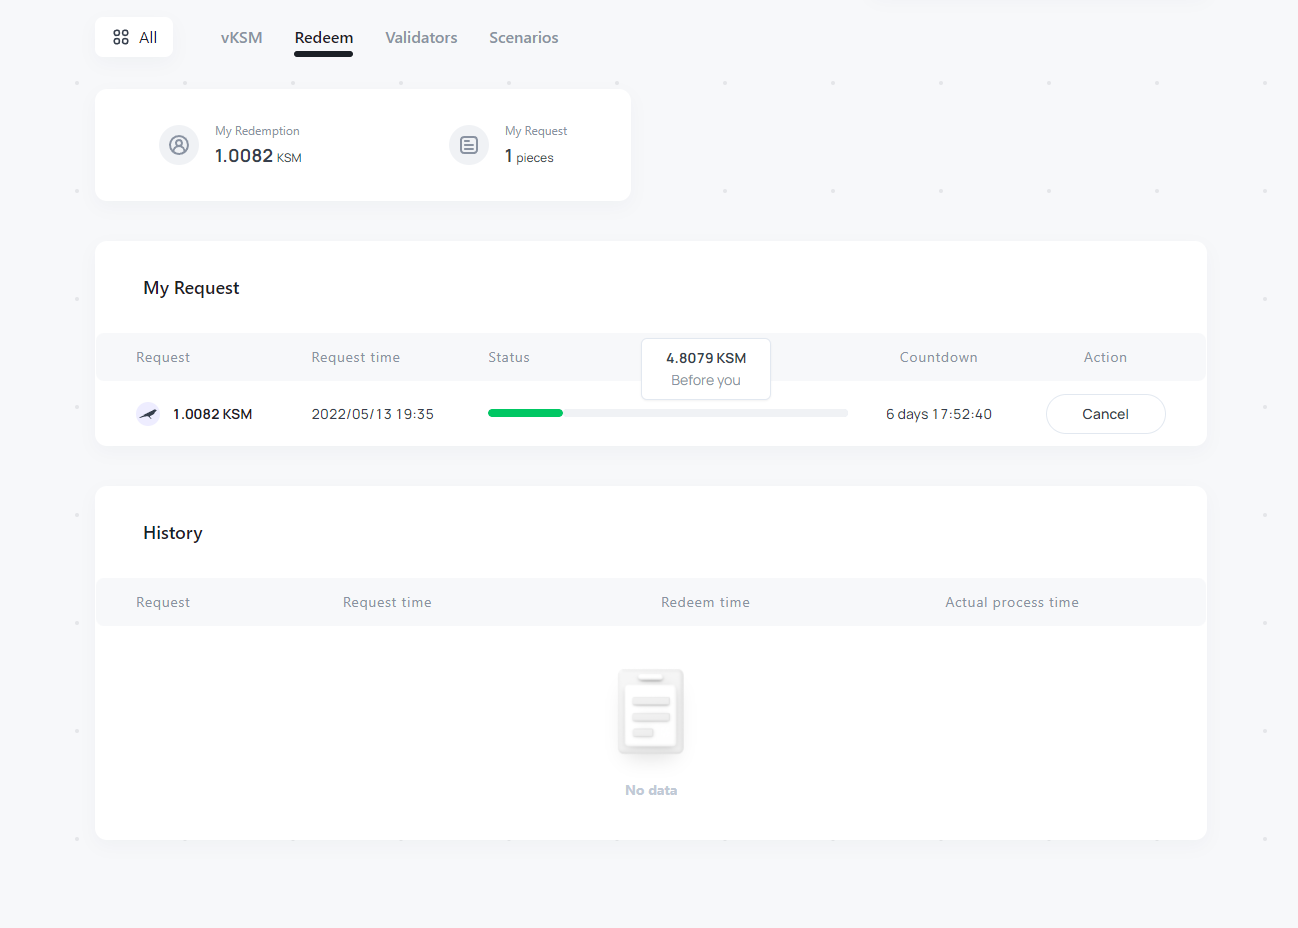 All
vKSM
Redeem
Validators
Scenarios
My Redemption
1.0082 KSM
My Request
1 pieces
My Request
Request
Request time
Status
Countdown
Action
4.8079 KSM
Before you
1.0082 KSM
2022/05/13 19:35
6 days 17:52:40
Cancel
History
Request
Request time
Redeem time
Actual process time
No data